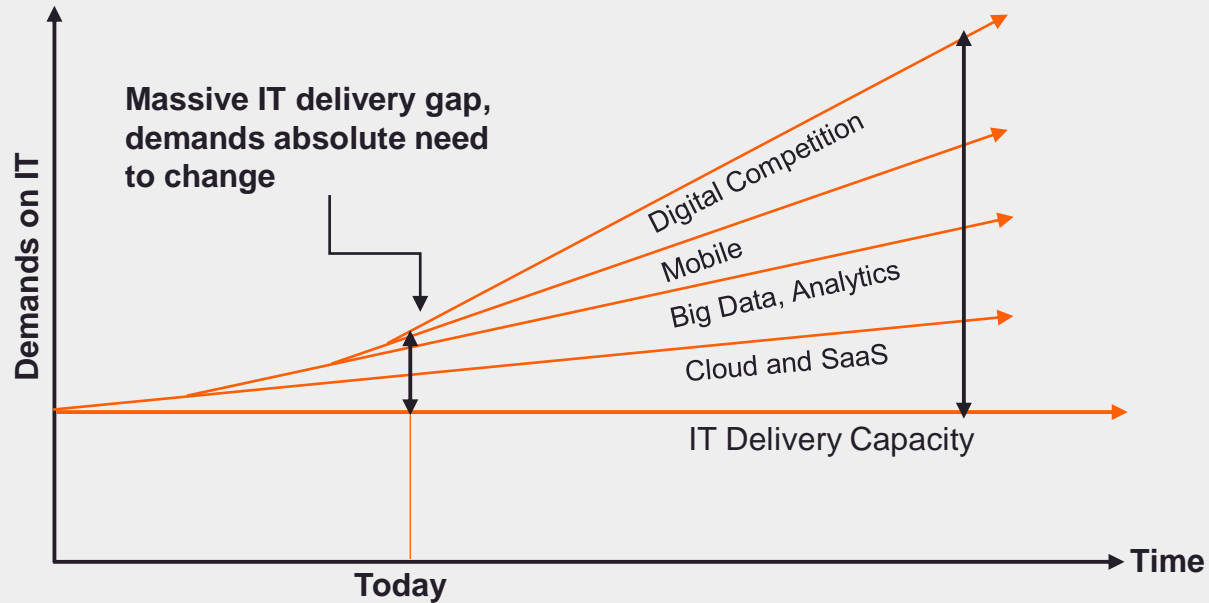 Massive IT delivery gap,
demands absolute need
to change
Demands on IT
Digital Competition
Mobile
Big Data, Analytics
Cloud and SaaS
IT Delivery Capacity
Time
Today